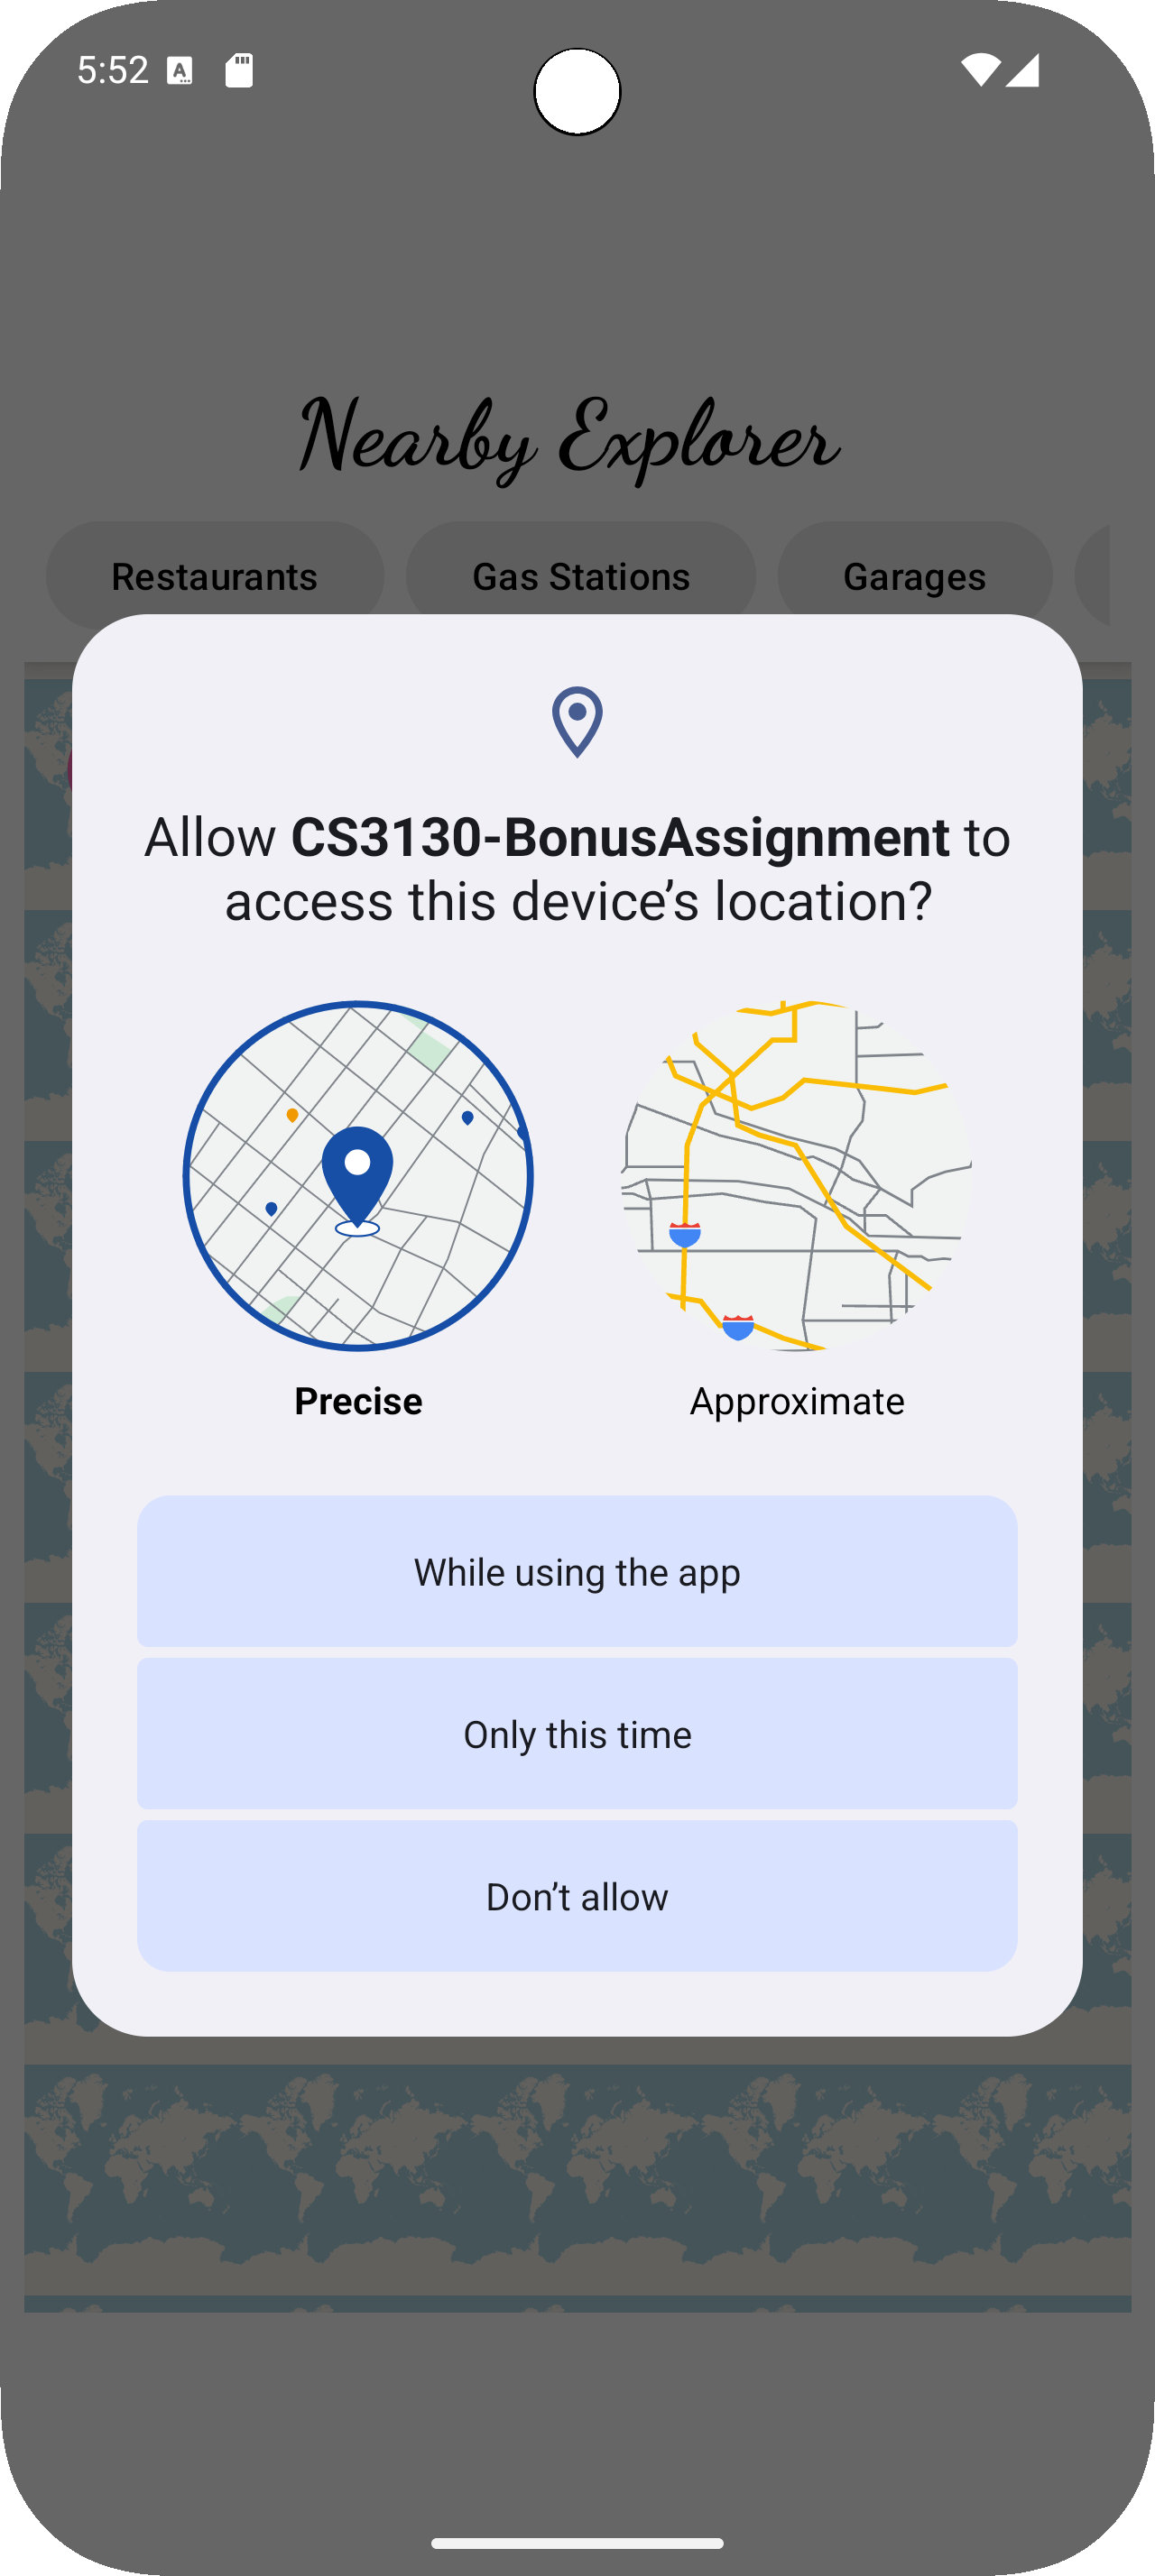 5:52
Nearby Explorer
Restaurants Gas Stations Garages
Allow CS3130-BonusAssignment to
access this device’s location?
Precise Approximate
While using the app
Only this time
Don’t allow